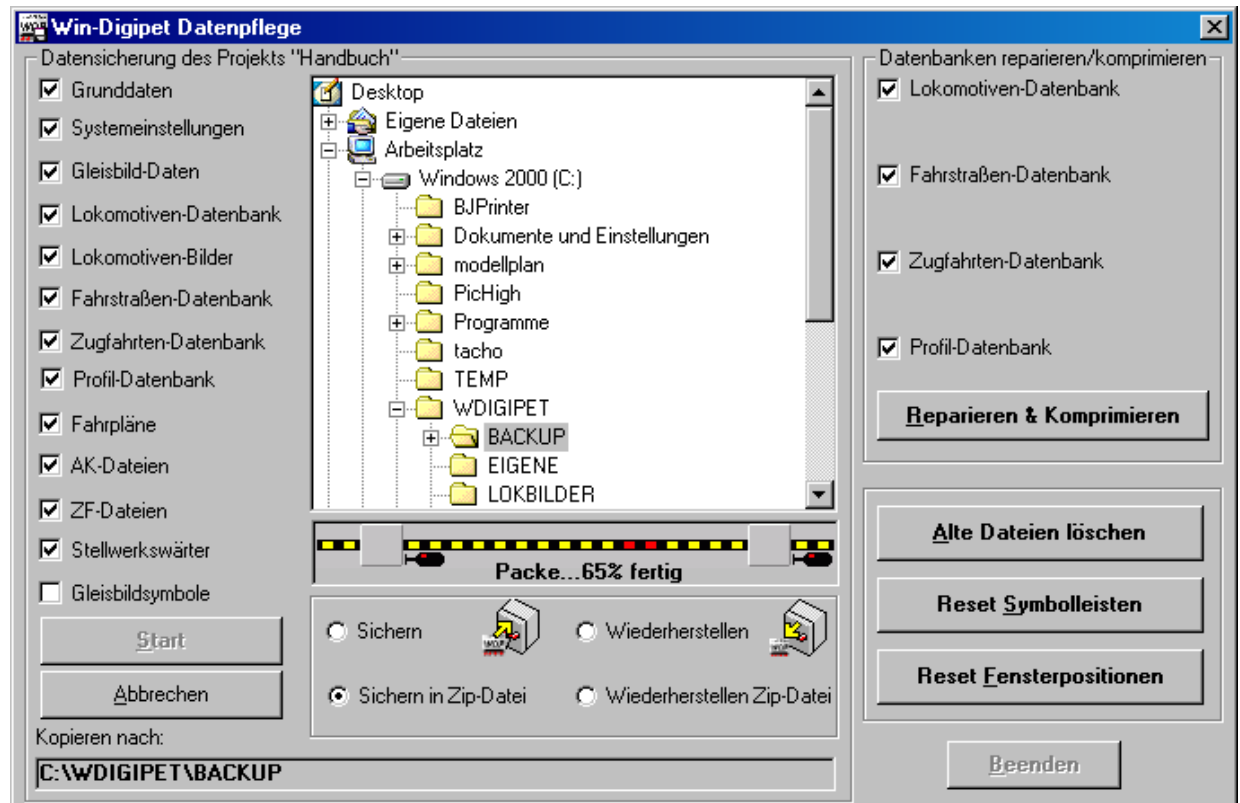 Win-Digipet Datenpflege
Datensicherung des Projekts "Handbuch"
Grunddaten
Systemeinstellungen
Gleisbild-Daten
Lokomotiven-Datenbank
Lokomotiven-Bilder
Fahrstraßen-Datenbank
Zugfahrten-Datenbank
Profil-Datenbank
Fahrpläne
AK-Dateien
ZF-Dateien
Stellwerkswärter
Gleisbildsymbole
Start
Abbrechen
Desktop
Eigene Dateien
Arbeitsplatz
Windows 2000 (C:)
BJPrinter
Dokumente und Einstellungen
modellplan
PicHigh
Programme
tacho
TEMP
WDIGIPET
BACKUP
EIGENE
LOKBILDER
Packe...65% fertig
Sichern
Wiederherstellen
Sichern in Zip-Datei
Wiederherstellen Zip-Datei
Kopieren nach:
C:\WDIGIPET\BACKUP
Datenbanken reparieren/komprimieren
Lokomotiven-Datenbank
Fahrstraßen-Datenbank
Zugfahrten-Datenbank
Profil-Datenbank
Reparieren & Komprimieren
Alte Dateien löschen
Reset Symbolleisten
Reset Fensterpositionen
Beenden